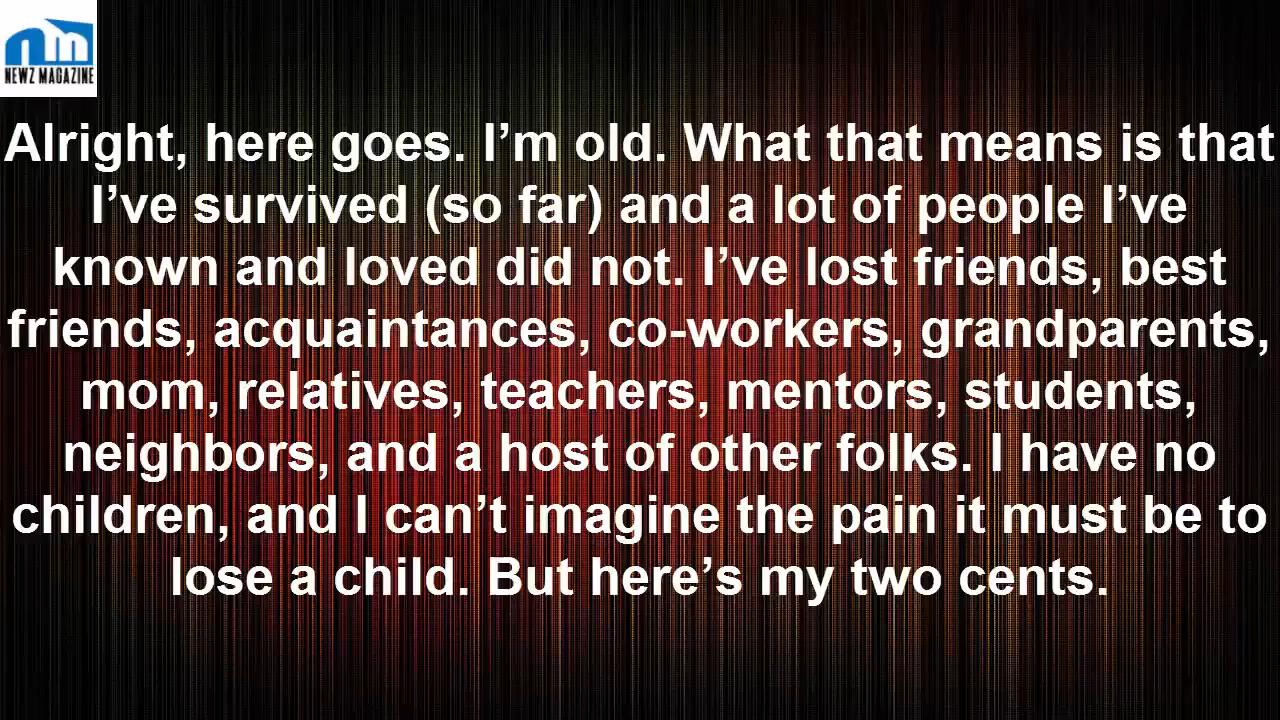 NEWZ MAGAZINE
Alright, here goes. I’m old. What that means is that
I’ve survived (so far) and a lot of people I’ve
known and loved did not. I’ve lost friends, best
friends, acquaintances, co-workers, grandparents,
mom, relatives, teachers, mentors, students,
neighbors, and a host of other folks. I have no
children, and I can’t imagine the pain it must be to
lose a child. But here’s my two cents.